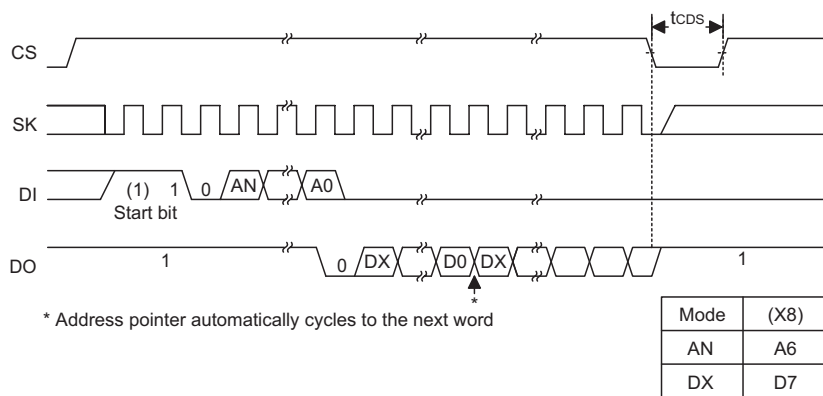 tCDS
CS
SK
DI
(1) 1 0 AN A0
Start bit
DO
1 0 DX D0 DX 1
*
* Address pointer automatically cycles to the next word
Mode (X8)
AN A6
DX D7